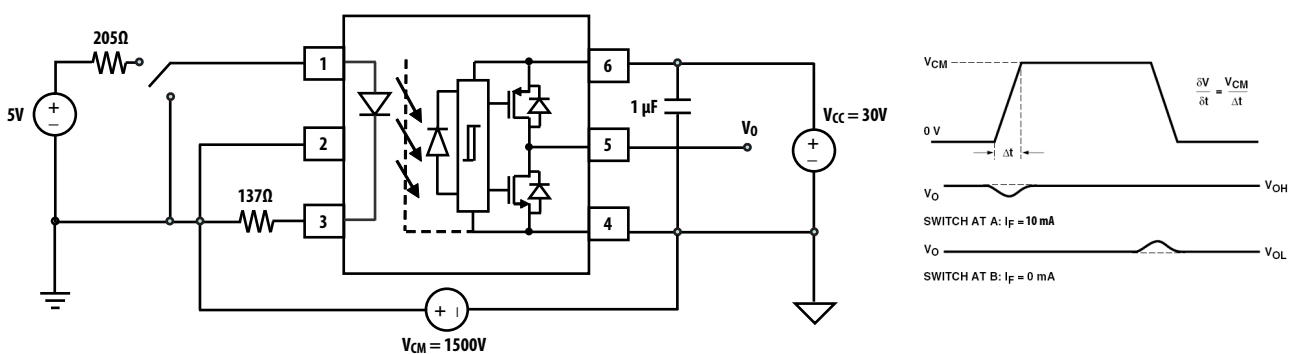 205Ω
5V
+
–
1
2
3
137Ω
6
5
4
1 µF
VO
VCC = 30V
+
–
+ –
VCM = 1500V
VCM
0 V
Δt
δV/δt = VCM/Δt
VO
VOH
SWITCH AT A: IF = 10 mA
VO
VOL
SWITCH AT B: IF = 0 mA